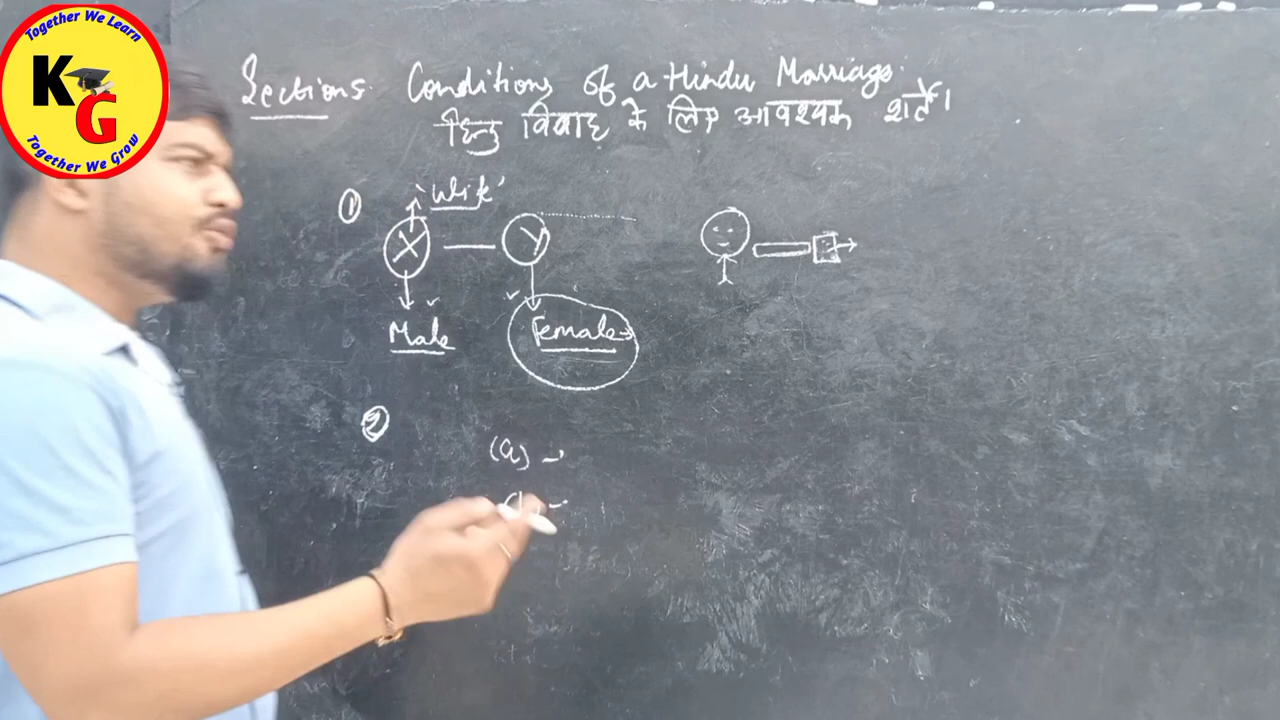 Together We Learn
KG
Together We Grow
Sections Conditions of a Hindu Marriage
हिन्दु विवाह के लिए आवश्यक शर्ते।
① 'Wife'
X Y
Male Female
②
(a)